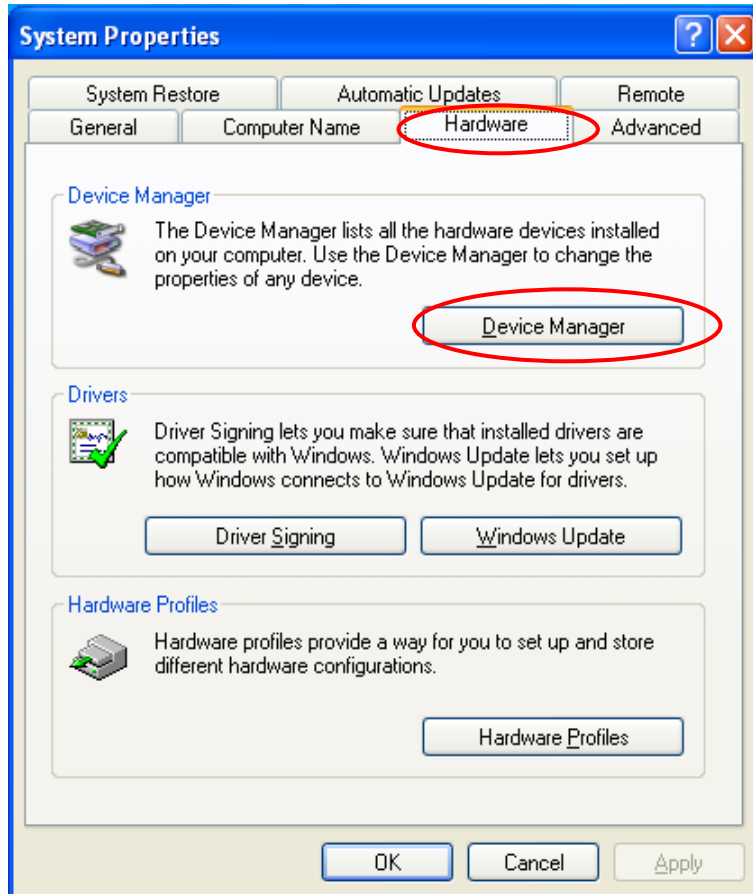 System Properties
System Restore Automatic Updates Remote
General Computer Name Hardware Advanced
Device Manager
The Device Manager lists all the hardware devices installed
on your computer. Use the Device Manager to change the
properties of any device.
Device Manager
Drivers
Driver Signing lets you make sure that installed drivers are
compatible with Windows. Windows Update lets you set up
how Windows connects to Windows Update for drivers.
Driver Signing Windows Update
Hardware Profiles
Hardware profiles provide a way for you to set up and store
different hardware configurations.
Hardware Profiles
OK Cancel Apply